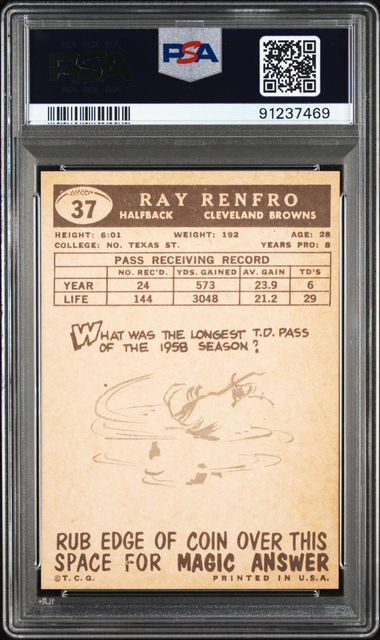 PSA
PSA
91237469
37
RAY RENFRO
HALFBACK CLEVELAND BROWNS
HEIGHT: 6:01 WEIGHT: 192 AGE: 28
COLLEGE: NO. TEXAS ST. YEARS PRO: 8
PASS RECEIVING RECORD
NO. REC'D. YDS. GAINED AV. GAIN TD'S
YEAR 24 573 23.9 6
LIFE 144 3048 21.2 29
WHAT WAS THE LONGEST T.D. PASS
OF THE 1958 SEASON?
RUB EDGE OF COIN OVER THIS
SPACE FOR MAGIC ANSWER
©T.C.G. PRINTED IN U.S.A.